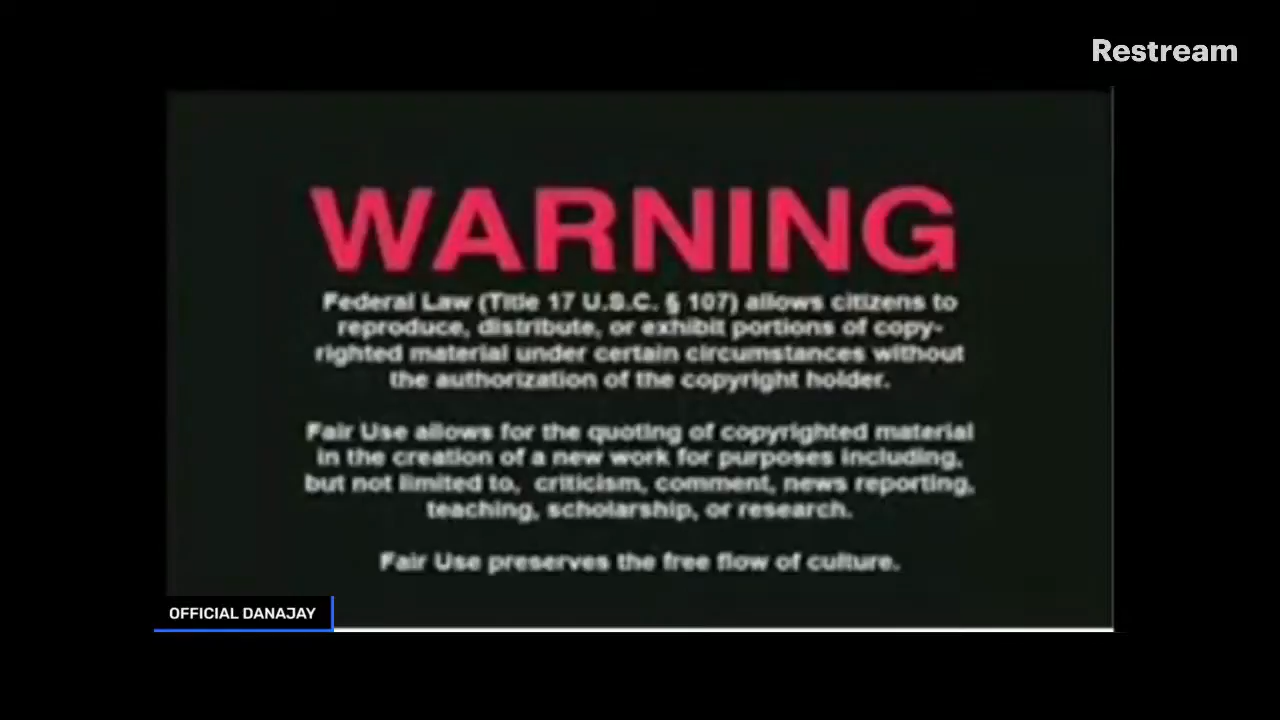 Restream
WARNING
Federal Law (Title 17 U.S.C. § 107) allows citizens to
reproduce, distribute, or exhibit portions of copy-
righted material under certain circumstances without
the authorization of the copyright holder.
Fair Use allows for the quoting of copyrighted material
in the creation of a new work for purposes including,
but not limited to, criticism, comment, news reporting,
teaching, scholarship, or research.
Fair Use preserves the free flow of culture.
OFFICIAL DANAJAY